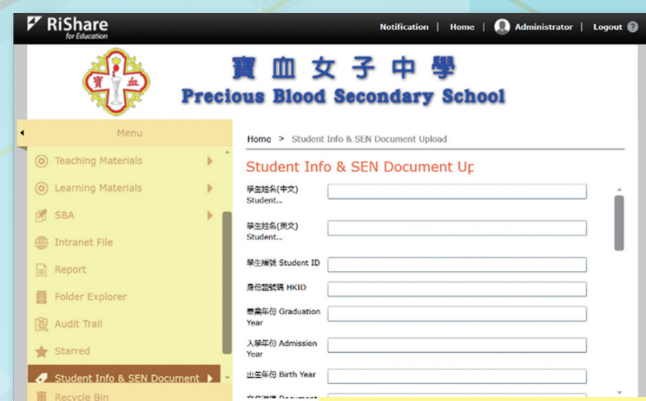 RiShare
for Education
Notification | Home | Administrator | Logout
寶血女子中學
Precious Blood Secondary School
寶 血
Menu
Home > Student Info & SEN Document Upload
Teaching Materials
Learning Materials
SBA
Intranet File
Report
Folder Explorer
Audit Trail
Starred
Student Info & SEN Document
Recycle Bin
Student Info & SEN Document Up
學生姓名(中文)
Student...
學生姓名(英文)
Student...
學生編號 Student ID
身份證號碼 HKID
畢業年份 Graduation
Year
入學年份 Admission
Year
出生年份 Birth Year
Document